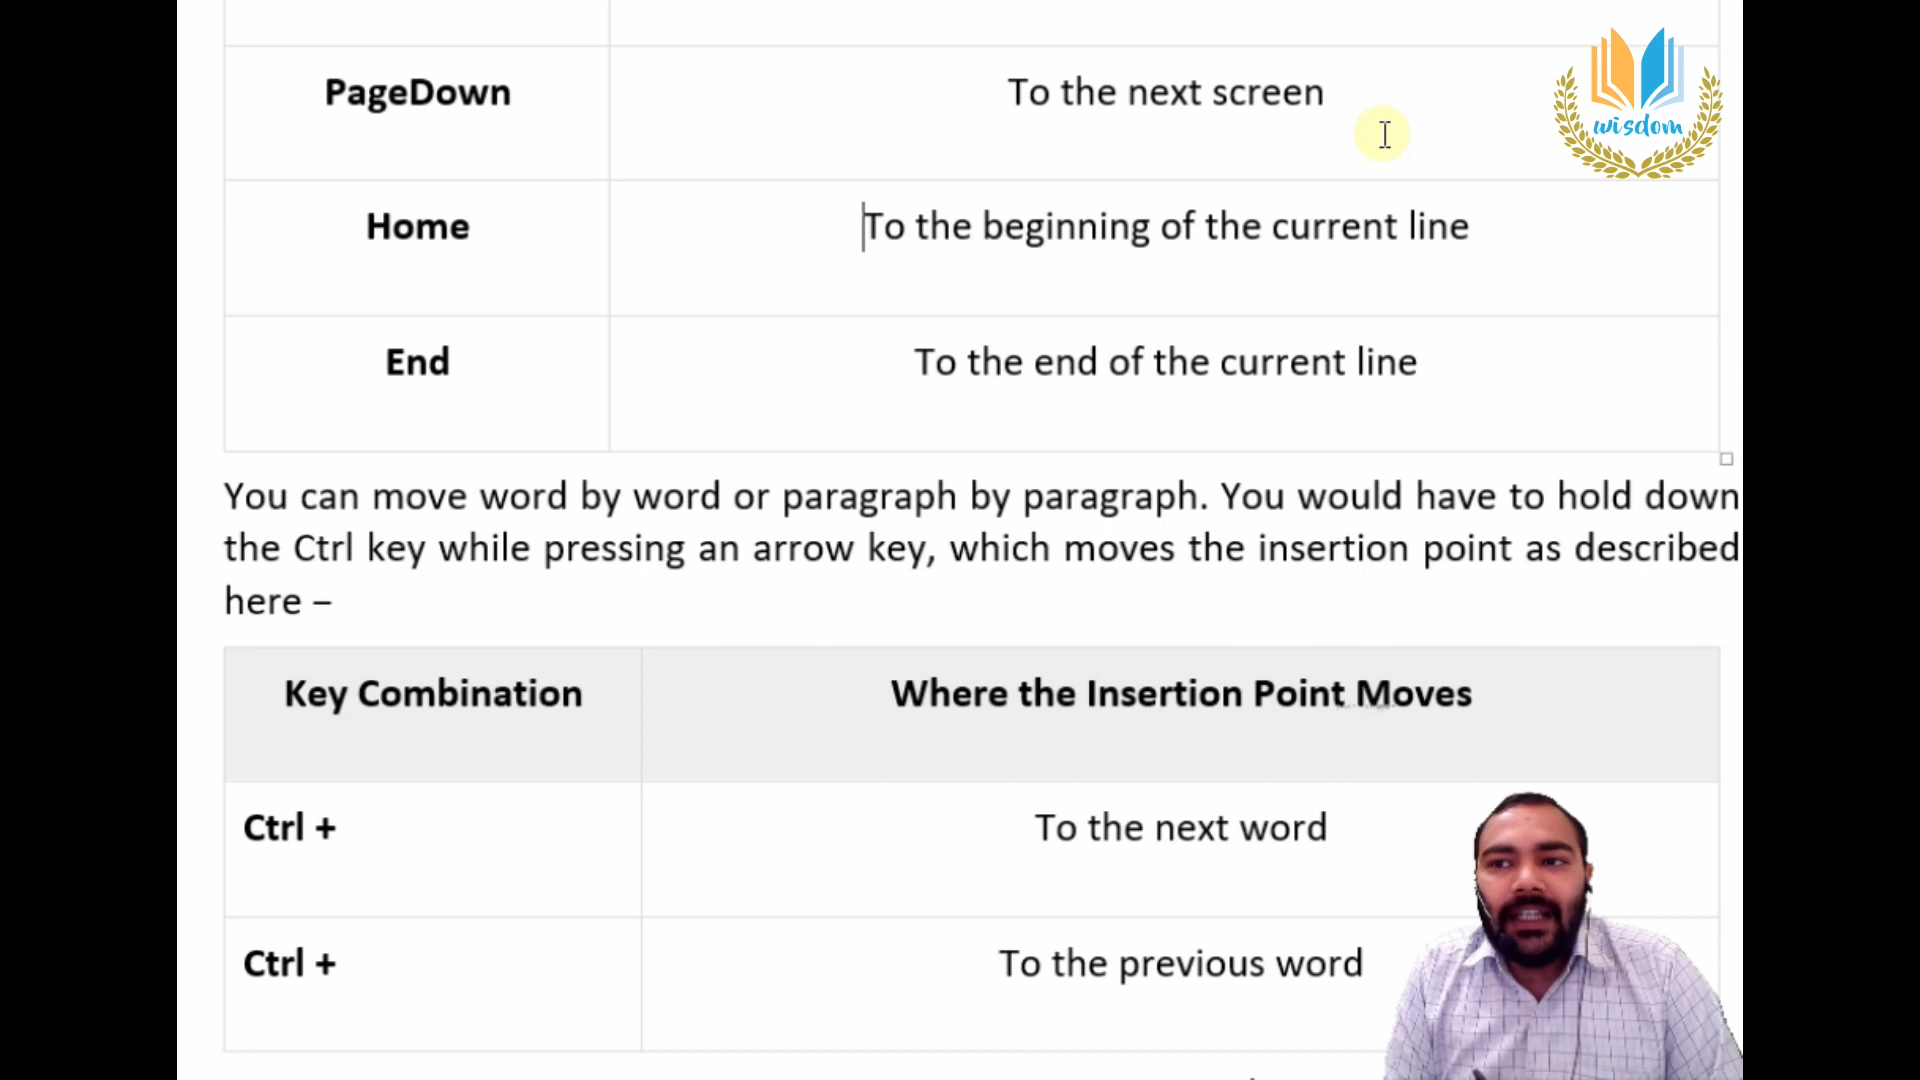 PageDown To the next screen
wisdom
Home To the beginning of the current line
End To the end of the current line
You can move word by word or paragraph by paragraph. You would have to hold down
the Ctrl key while pressing an arrow key, which moves the insertion point as described
here –
Key Combination Where the Insertion Point Moves
Ctrl + To the next word
Ctrl + To the previous word